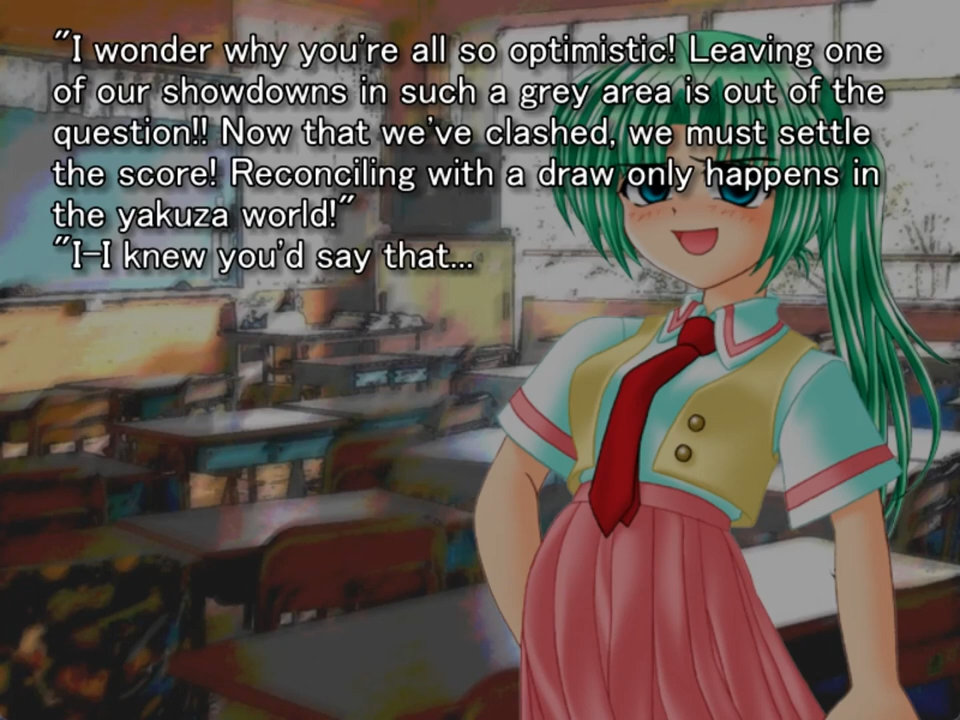 "I wonder why you're all so optimistic! Leaving one
of our showdowns in such a grey area is out of the
question!! Now that we've clashed, we must settle
the score! Reconciling with a draw only happens in
the yakuza world!"
"I-I knew you'd say that...